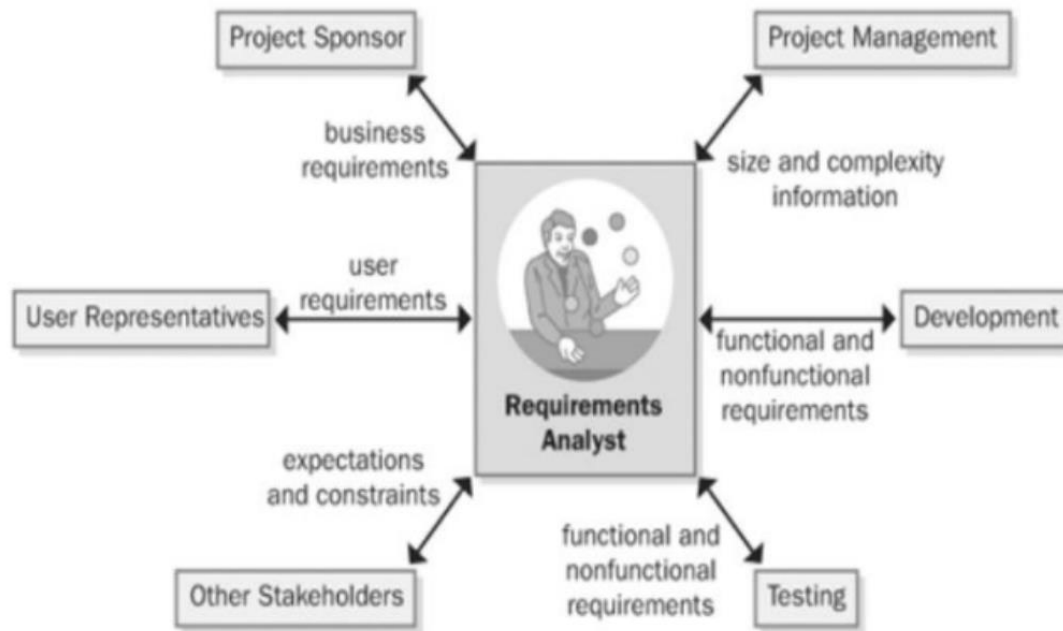 Project Sponsor
Project Management
business
requirements
size and complexity
information
user
requirements
User Representatives
Development
functional and
nonfunctional
requirements
Requirements
Analyst
expectations
and constraints
functional and
nonfunctional
requirements
Other Stakeholders
Testing